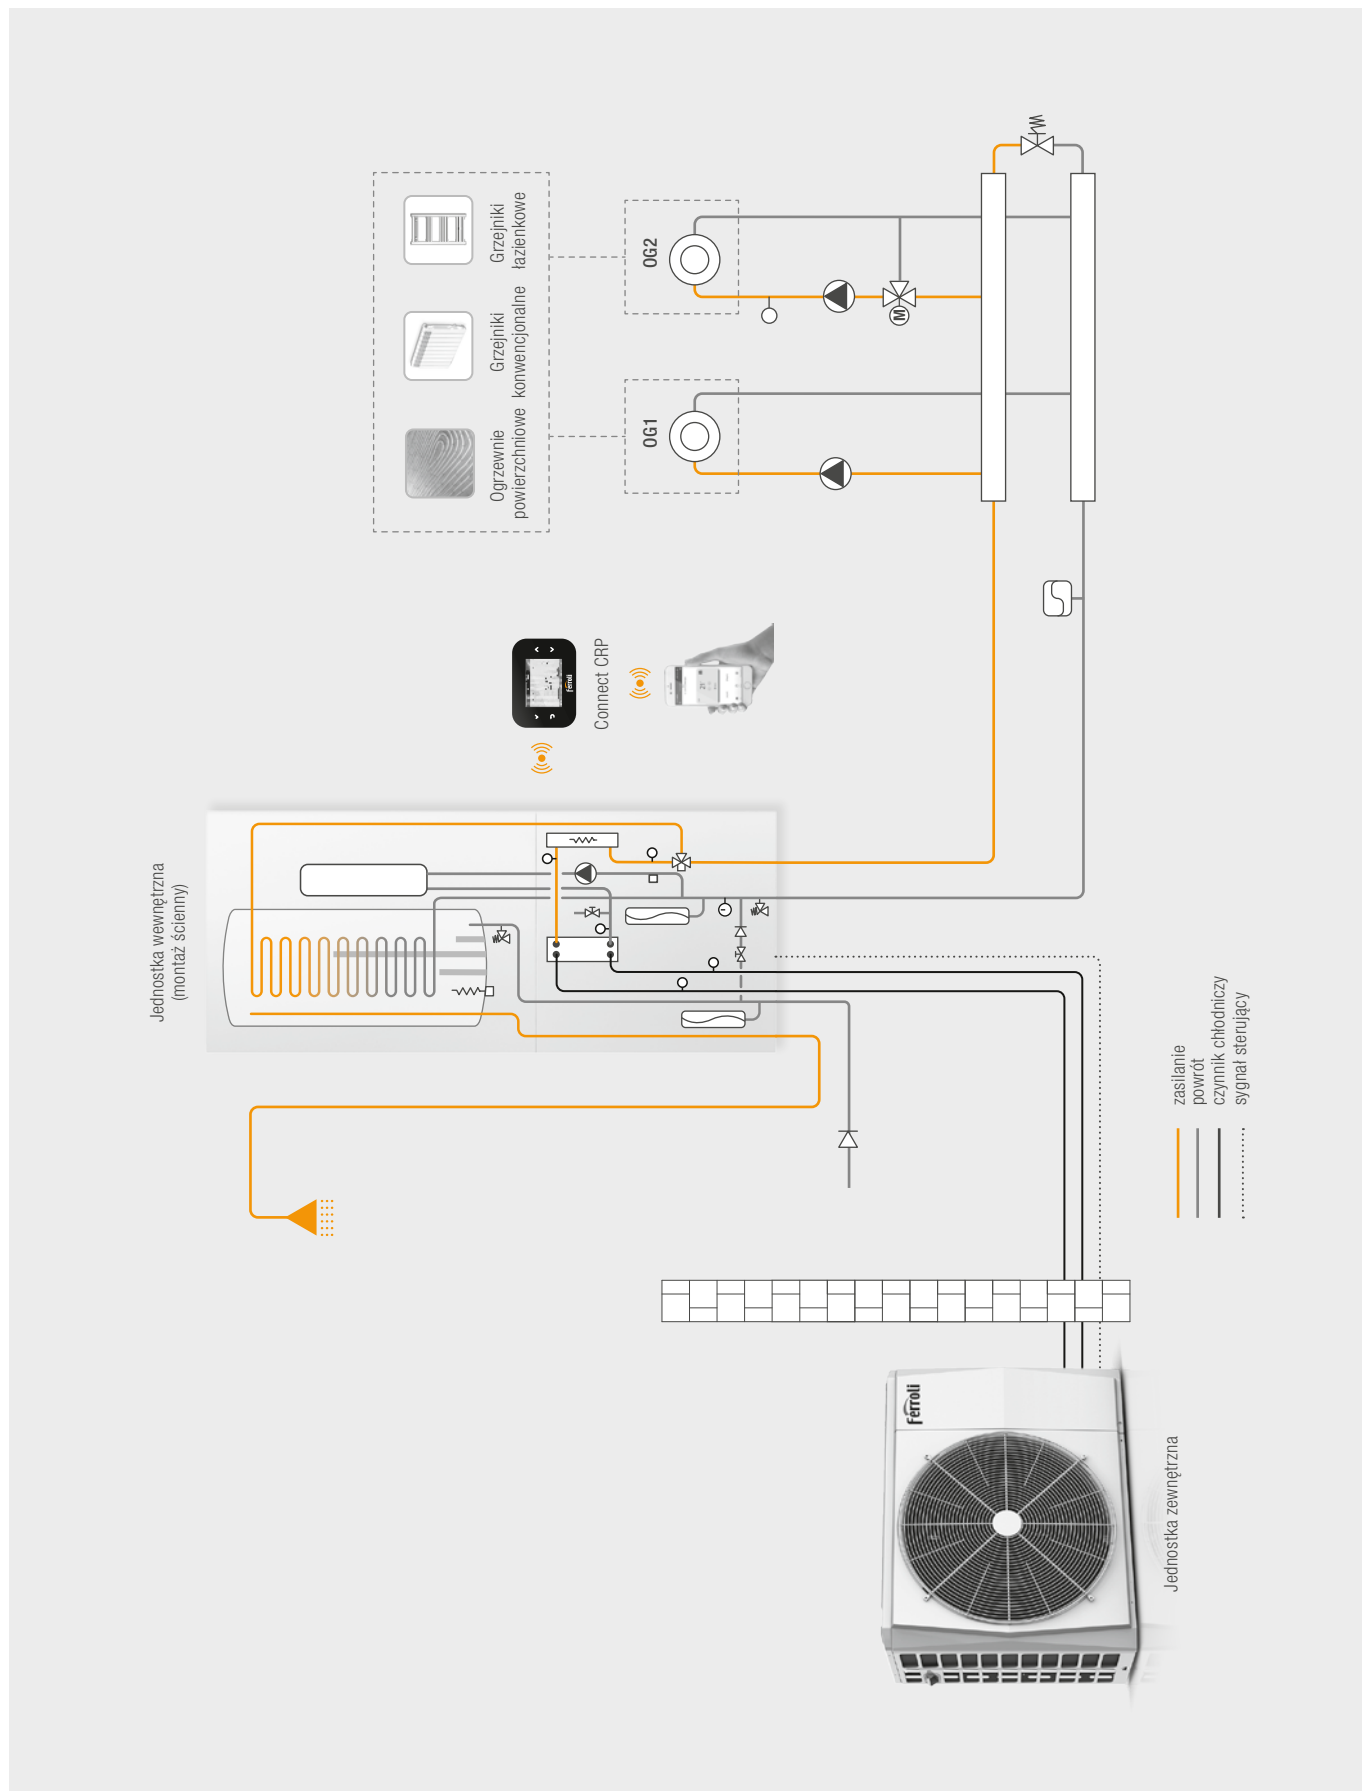 Jednostka wewnętrzna
(montaż ścienny)
Connect CRP
Ferroli
Ogrzewnie
powierzchniowe
Grzejniki
konwencjonalne
Grzejniki
łazienkowe
OG1
OG2
M
Ferroli
Jednostka zewnętrzna
zasilanie
powrót
czynnik chłodniczy
sygnał sterujący